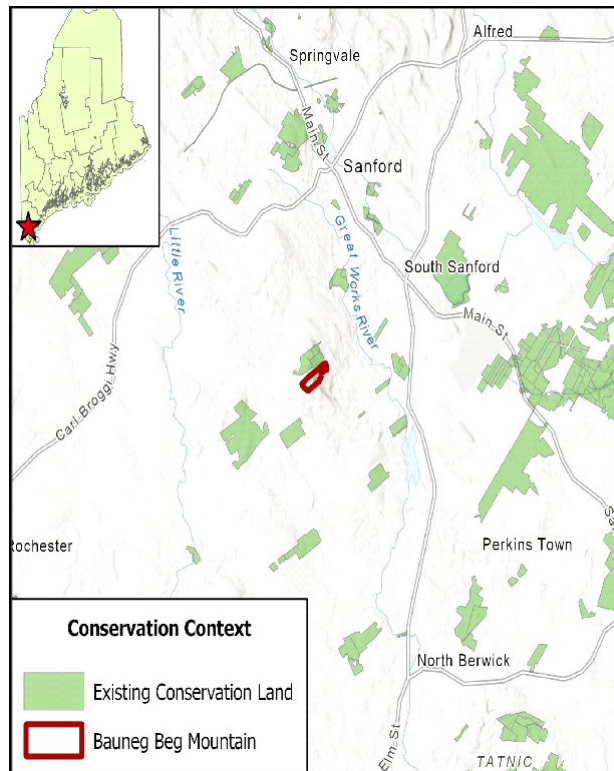 Springvale
Alfred
Main St
Sanford
Little River
Great Works River
South Sanford
Main St
Carl Broggi Hwy
Rochester
Perkins Town
Sa
North Berwick
Elm St
TATNIC
Conservation Context
Existing Conservation Land
Bauneg Beg Mountain